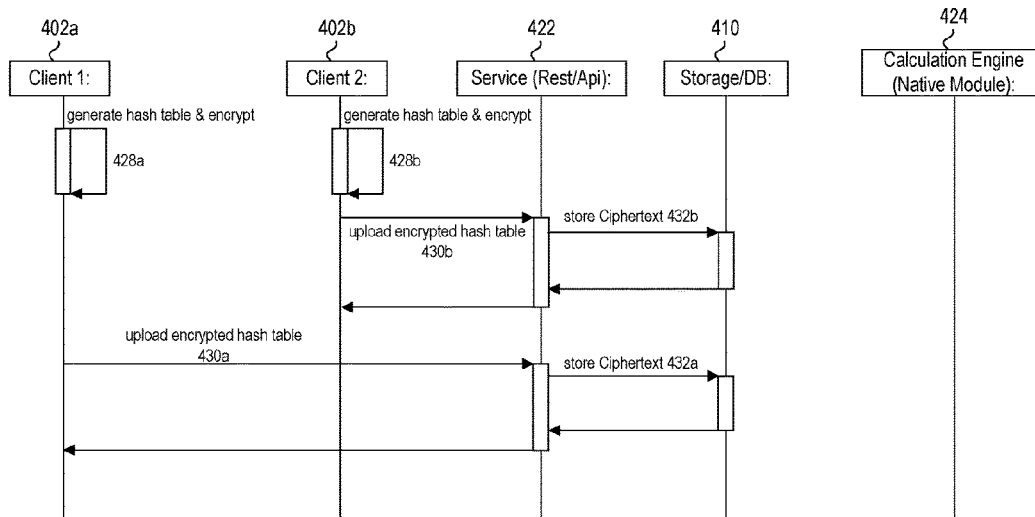 402a
402b
422
410
424
Client 1:
Client 2:
Service (Rest/Api):
Storage/DB:
Calculation Engine
(Native Module):
generate hash table & encrypt
generate hash table & encrypt
428a
428b
upload encrypted hash table
430b
store Ciphertext 432b
upload encrypted hash table
430a
store Ciphertext 432a